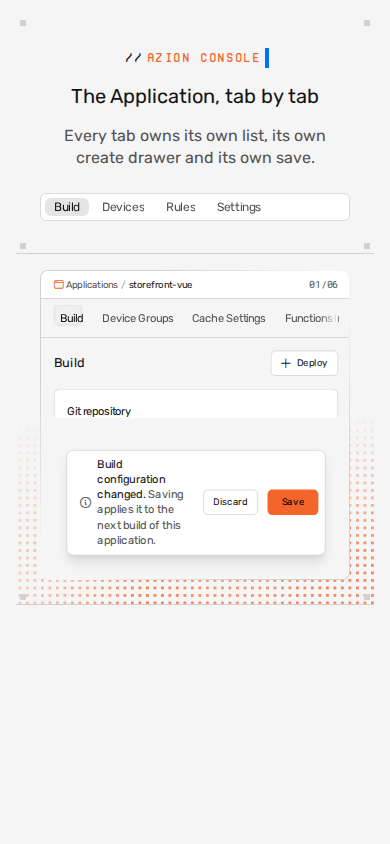 // AZION CONSOLE
The Application, tab by tab
Every tab owns its own list, its own
create drawer and its own save.
Build Devices Rules Settings
Applications / storefront-vue 01/06
Build Device Groups Cache Settings Functions
Build + Deploy
Git repository
Build
configuration
changed. Saving
applies it to the
next build of this
application.
Discard Save